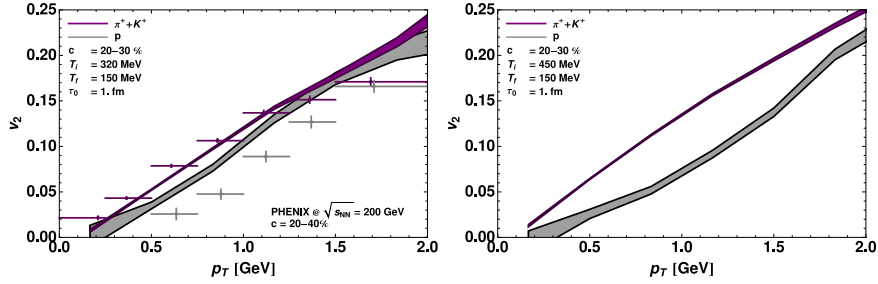 π⁺+K⁺
p
c = 20–30 %
T_i = 320 MeV
T_f = 150 MeV
τ₀ = 1. fm
PHENIX @ √s_NN = 200 GeV
c = 20–40%
0.25
0.20
0.15
0.10
0.05
0.00
v₂
0.0 0.5 1.0 1.5 2.0
p_T [GeV]
π⁺+K⁺
p
c = 20–30 %
T_i = 450 MeV
T_f = 150 MeV
τ₀ = 1. fm
0.25
0.20
0.15
0.10
0.05
0.00
v₂
0.0 0.5 1.0 1.5 2.0
p_T [GeV]